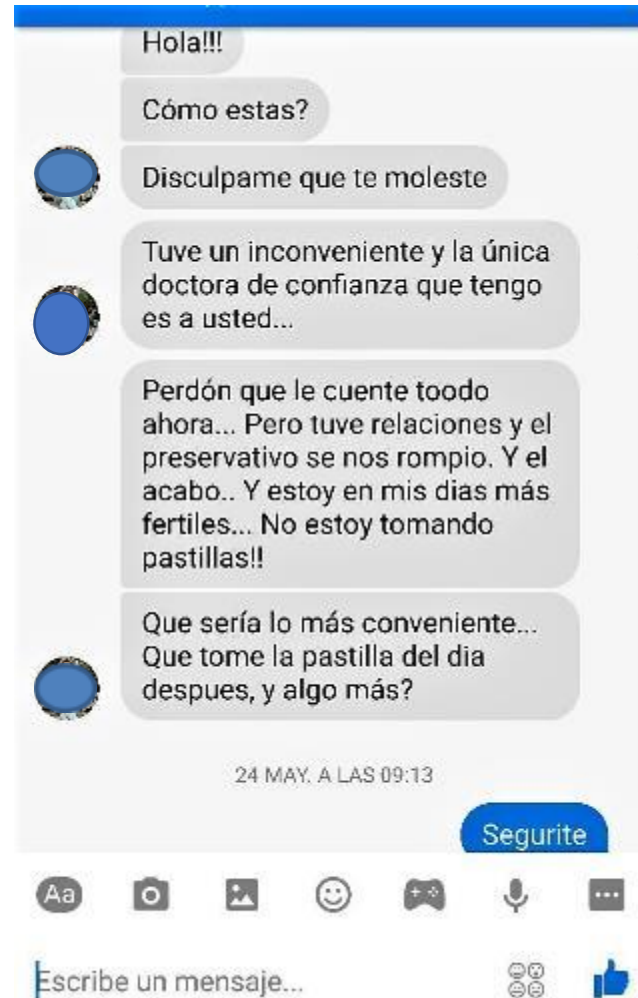 Hola!!!
Cómo estas?
Disculpame que te moleste
Tuve un inconveniente y la única
doctora de confianza que tengo
es a usted...
Perdón que le cuente toodo
ahora... Pero tuve relaciones y el
preservativo se nos rompio. Y el
acabo.. Y estoy en mis dias más
fertiles... No estoy tomando
pastillas!!
Que sería lo más conveniente...
Que tome la pastilla del dia
despues, y algo más?
24 MAY. A LAS 09:13
Segurite
Aa
Escribe un mensaje...